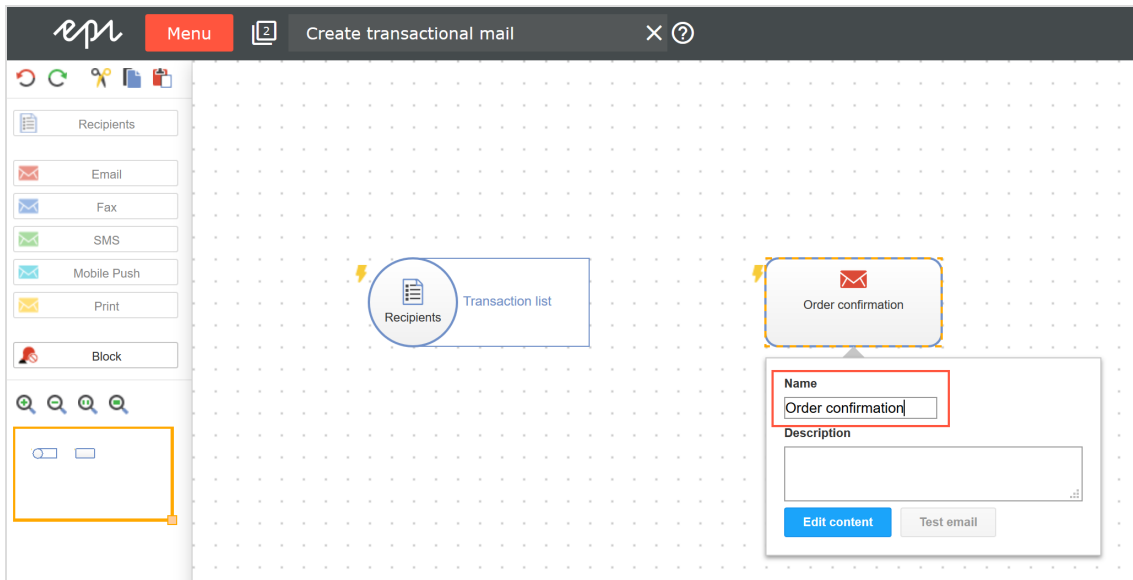 epi
Menu
2
Create transactional mail
Recipients
Email
Fax
SMS
Mobile Push
Print
Block
Recipients
Transaction list
Order confirmation
Name
Order confirmation
Description
Edit content
Test email